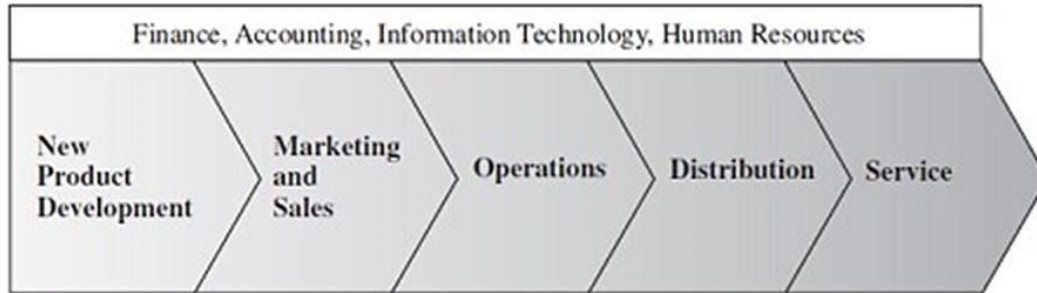 Finance, Accounting, Information Technology, Human Resources
New
Product
Development
Marketing
and
Sales
Operations
Distribution
Service